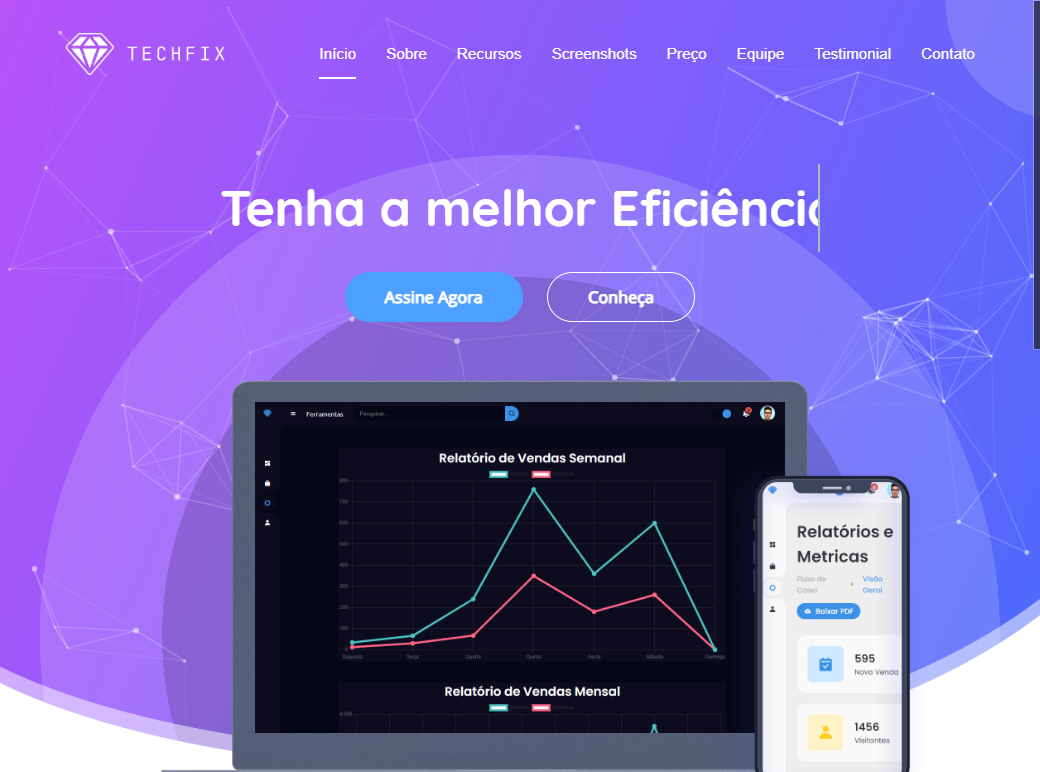 TECHFIX
Início Sobre Recursos Screenshots Preço Equipe Testimonial Contato
Tenha a melhor Eficiênci
Assine Agora Conheça
Ferramentas Pesquisar...
Relatório de Vendas Semanal
800
700
600
500
400
300
200
100
0
Segunda Terça Quarta Quinta Sexta Sábado Domingo
Relatório de Vendas Mensal
4 000
Relatórios e
Metricas
Fluxo de
Caixa
Visão
Geral
Baixar PDF
595
Nova Venda
1456
Visitantes